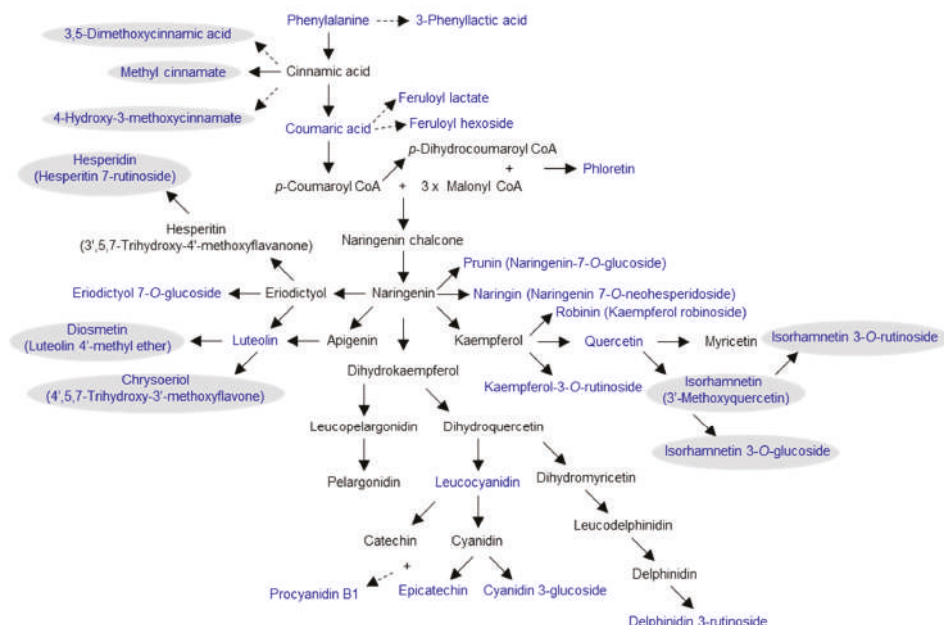 Phenylalanine
3-Phenyllactic acid
3,5-Dimethoxycinnamic acid
Methyl cinnamate
Cinnamic acid
4-Hydroxy-3-methoxycinnamate
Feruloyl lactate
Coumaric acid
Feruloyl hexoside
p-Dihydrocoumaroyl CoA
Hesperidin
(Hesperitin 7-rutinoside)
+
Phloretin
p-Coumaroyl CoA + 3 x Malonyl CoA
Hesperitin
(3',5,7-Trihydroxy-4'-methoxyflavanone)
Naringenin chalcone
Prunin (Naringenin-7-O-glucoside)
Eriodictyol 7-O-glucoside
Eriodictyol
Naringenin
Naringin (Naringenin 7-O-neohesperidoside)
Robinin (Kaempferol robinoside)
Diosmetin
(Luteolin 4'-methyl ether)
Luteolin
Apigenin
Kaempferol
Quercetin
Myricetin
Isorhamnetin 3-O-rutinoside
Dihydrokaempferol
Kaempferol-3-O-rutinoside
Chrysoeriol
(4',5,7-Trihydroxy-3'-methoxyflavone)
Isorhamnetin
(3'-Methoxyquercetin)
Leucopelargonidin
Dihydroquercetin
Isorhamnetin 3-O-glucoside
Pelargonidin
Leucocyanidin
Dihydromyricetin
Leucodelphinidin
Catechin
Cyanidin
+
Delphinidin
Procyanidin B1
Epicatechin
Cyanidin 3-glucoside
Delphinidin 3-rutinoside